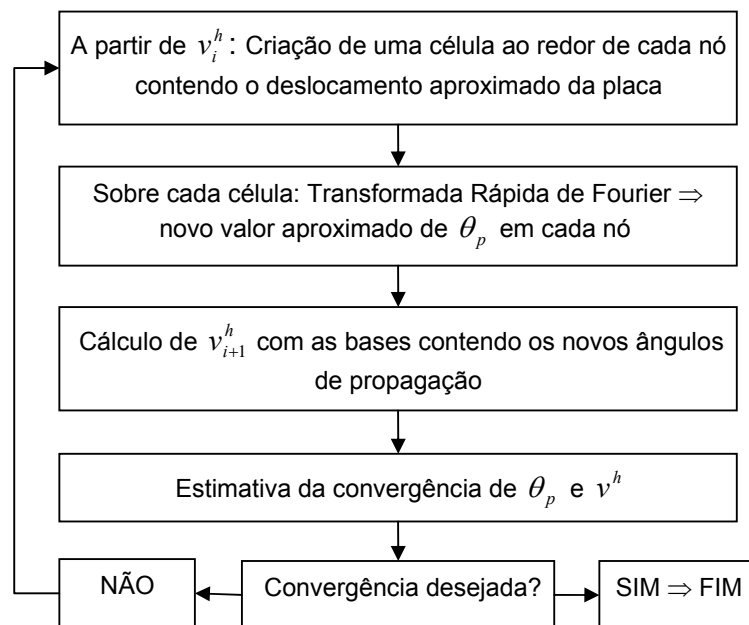 A partir de $v_i^h$ : Criação de uma célula ao redor de cada nó
contendo o deslocamento aproximado da placa
Sobre cada célula: Transformada Rápida de Fourier ⇒
novo valor aproximado de $\theta_p$ em cada nó
Cálculo de $v_{i+1}^h$ com as bases contendo os novos ângulos
de propagação
Estimativa da convergência de $\theta_p$ e $v^h$
NÃO
Convergência desejada?
SIM ⇒ FIM